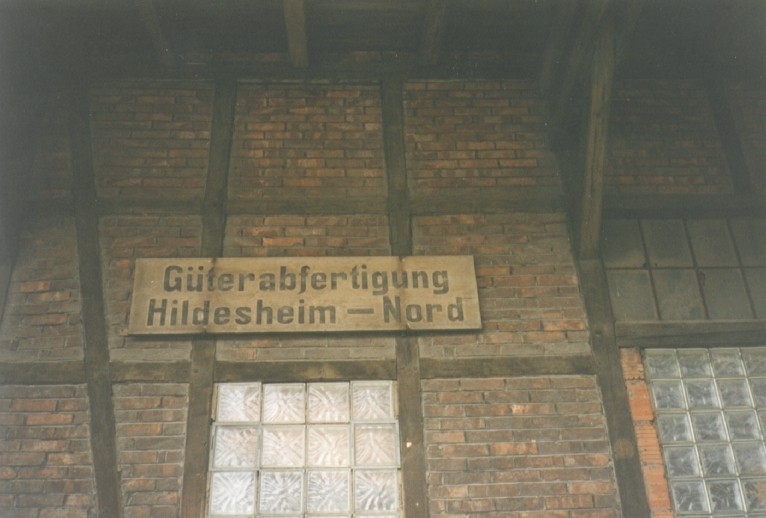 Güterabfertigung
Hildesheim – Nord